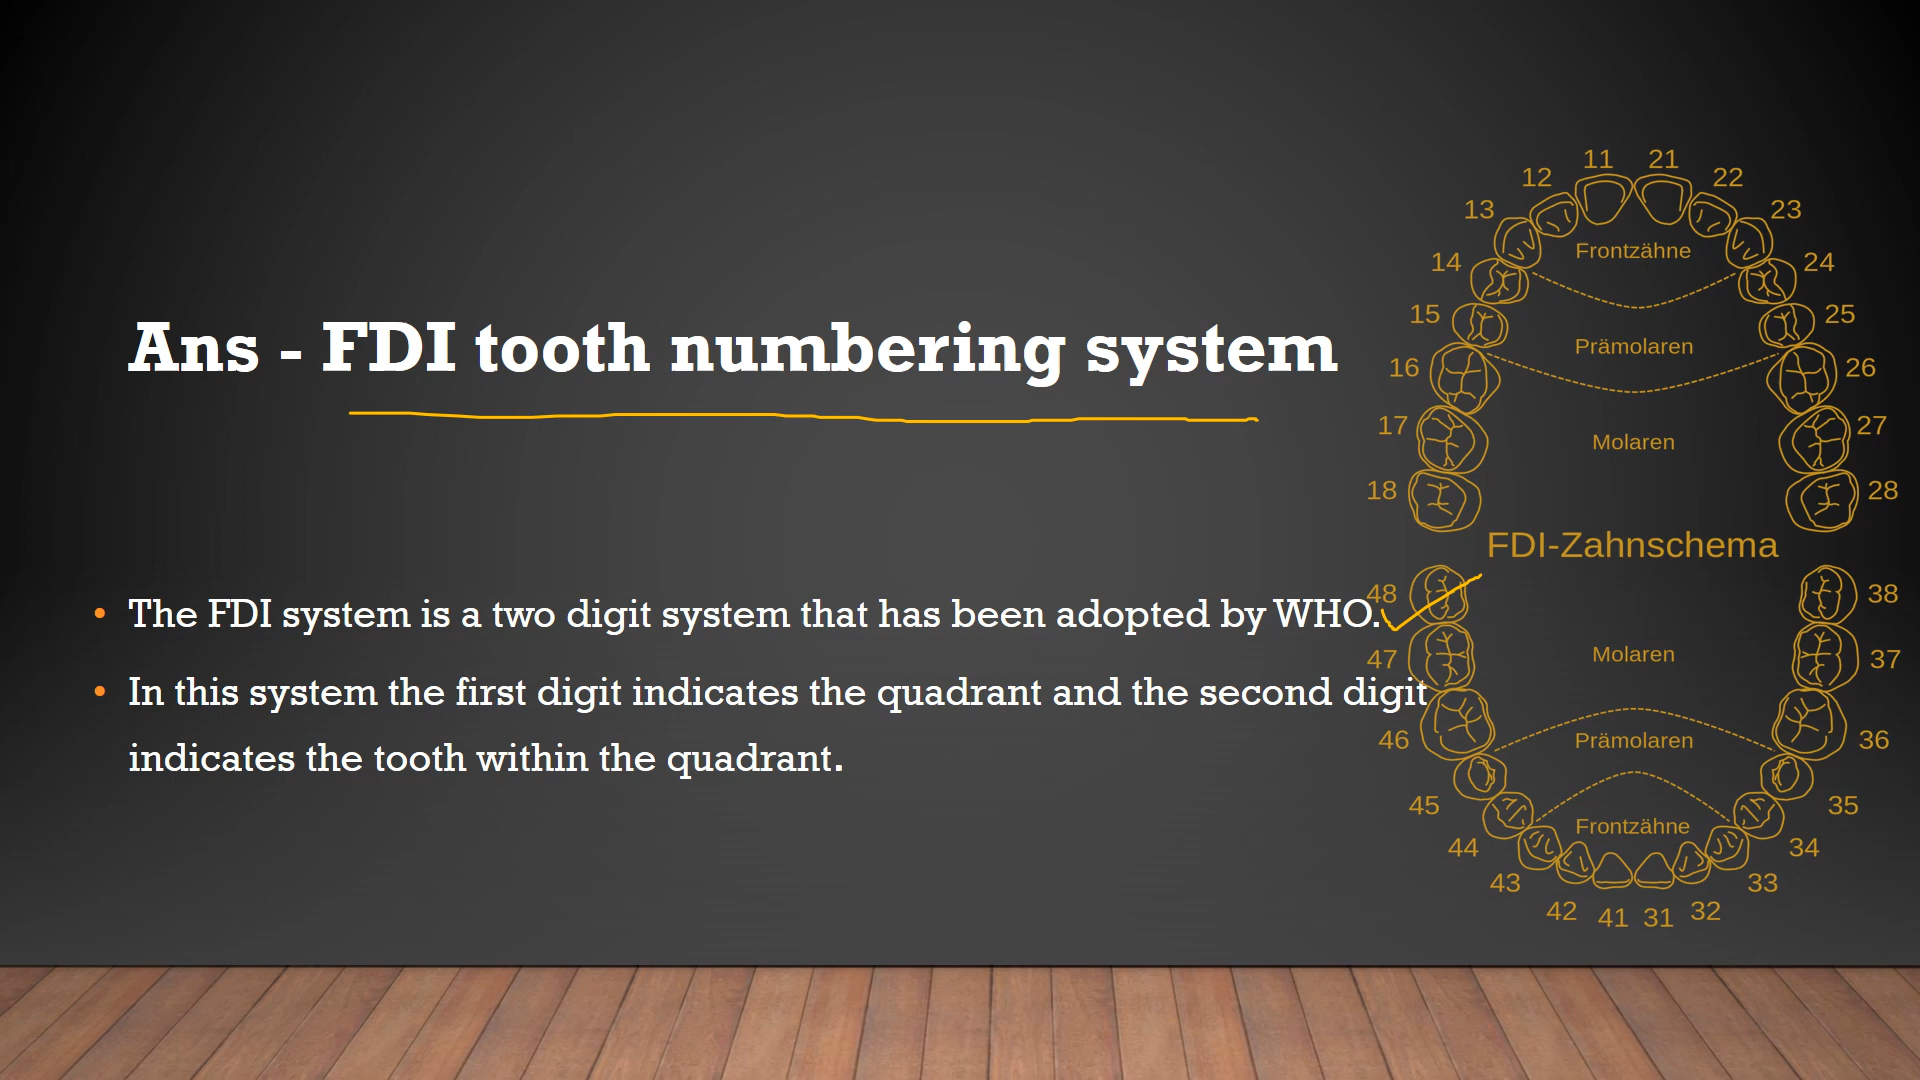 Ans - FDI tooth numbering system
• The FDI system is a two digit system that has been adopted by WHO.
• In this system the first digit indicates the quadrant and the second digit
indicates the tooth within the quadrant.
11 21
12 22
13 23
Frontzähne
14 24
15 25
Prämolaren
16 26
17 27
Molaren
18 28
FDI-Zahnschema
48 38
Molaren
47 37
46 36
Prämolaren
45 35
Frontzähne
44 34
43 33
42 41 31 32